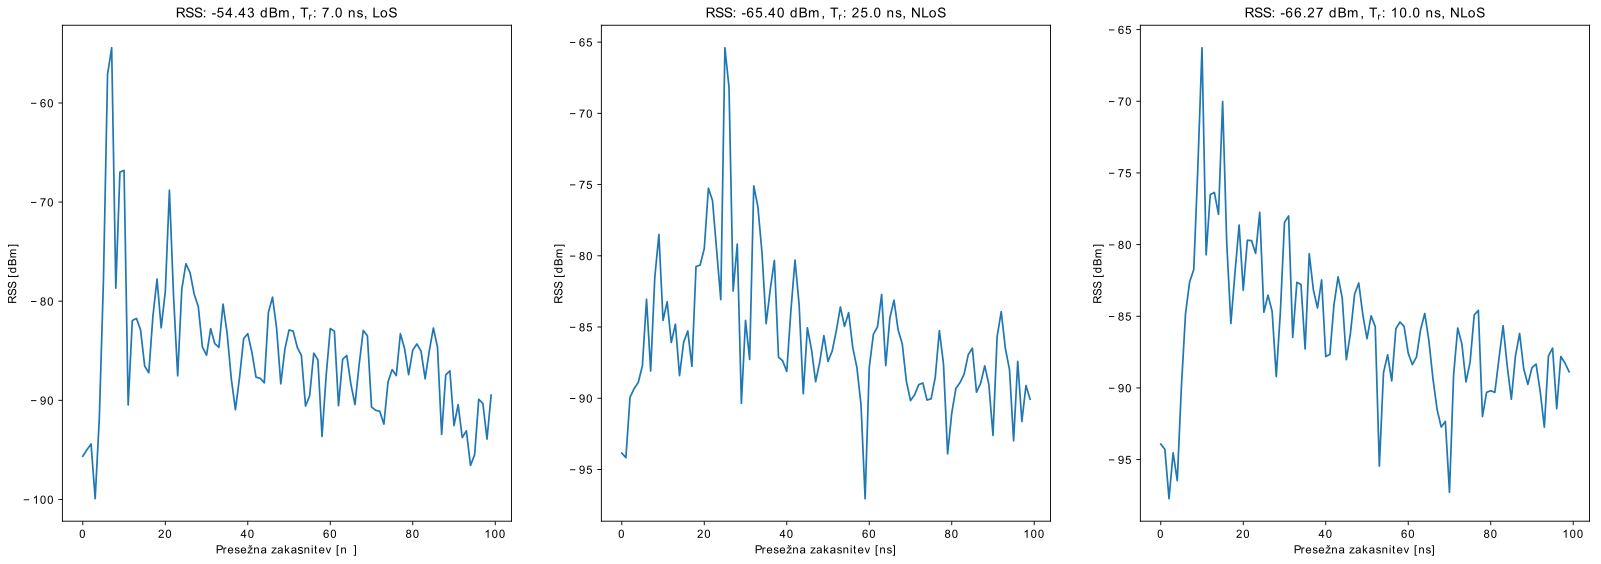 RSS: -54.43 dBm, Tr: 7.0 ns, LoS
−60
−70
−80
−90
−100
RSS [dBm]
0 20 40 60 80 100
Presežna zakasnitev [n ]
RSS: -65.40 dBm, Tr: 25.0 ns, NLoS
−65
−70
−75
−80
−85
−90
−95
RSS [dBm]
0 20 40 60 80 100
Presežna zakasnitev [ns]
RSS: -66.27 dBm, Tr: 10.0 ns, NLoS
−65
−70
−75
−80
−85
−90
−95
RSS [dBm]
0 20 40 60 80 100
Presežna zakasnitev [ns]